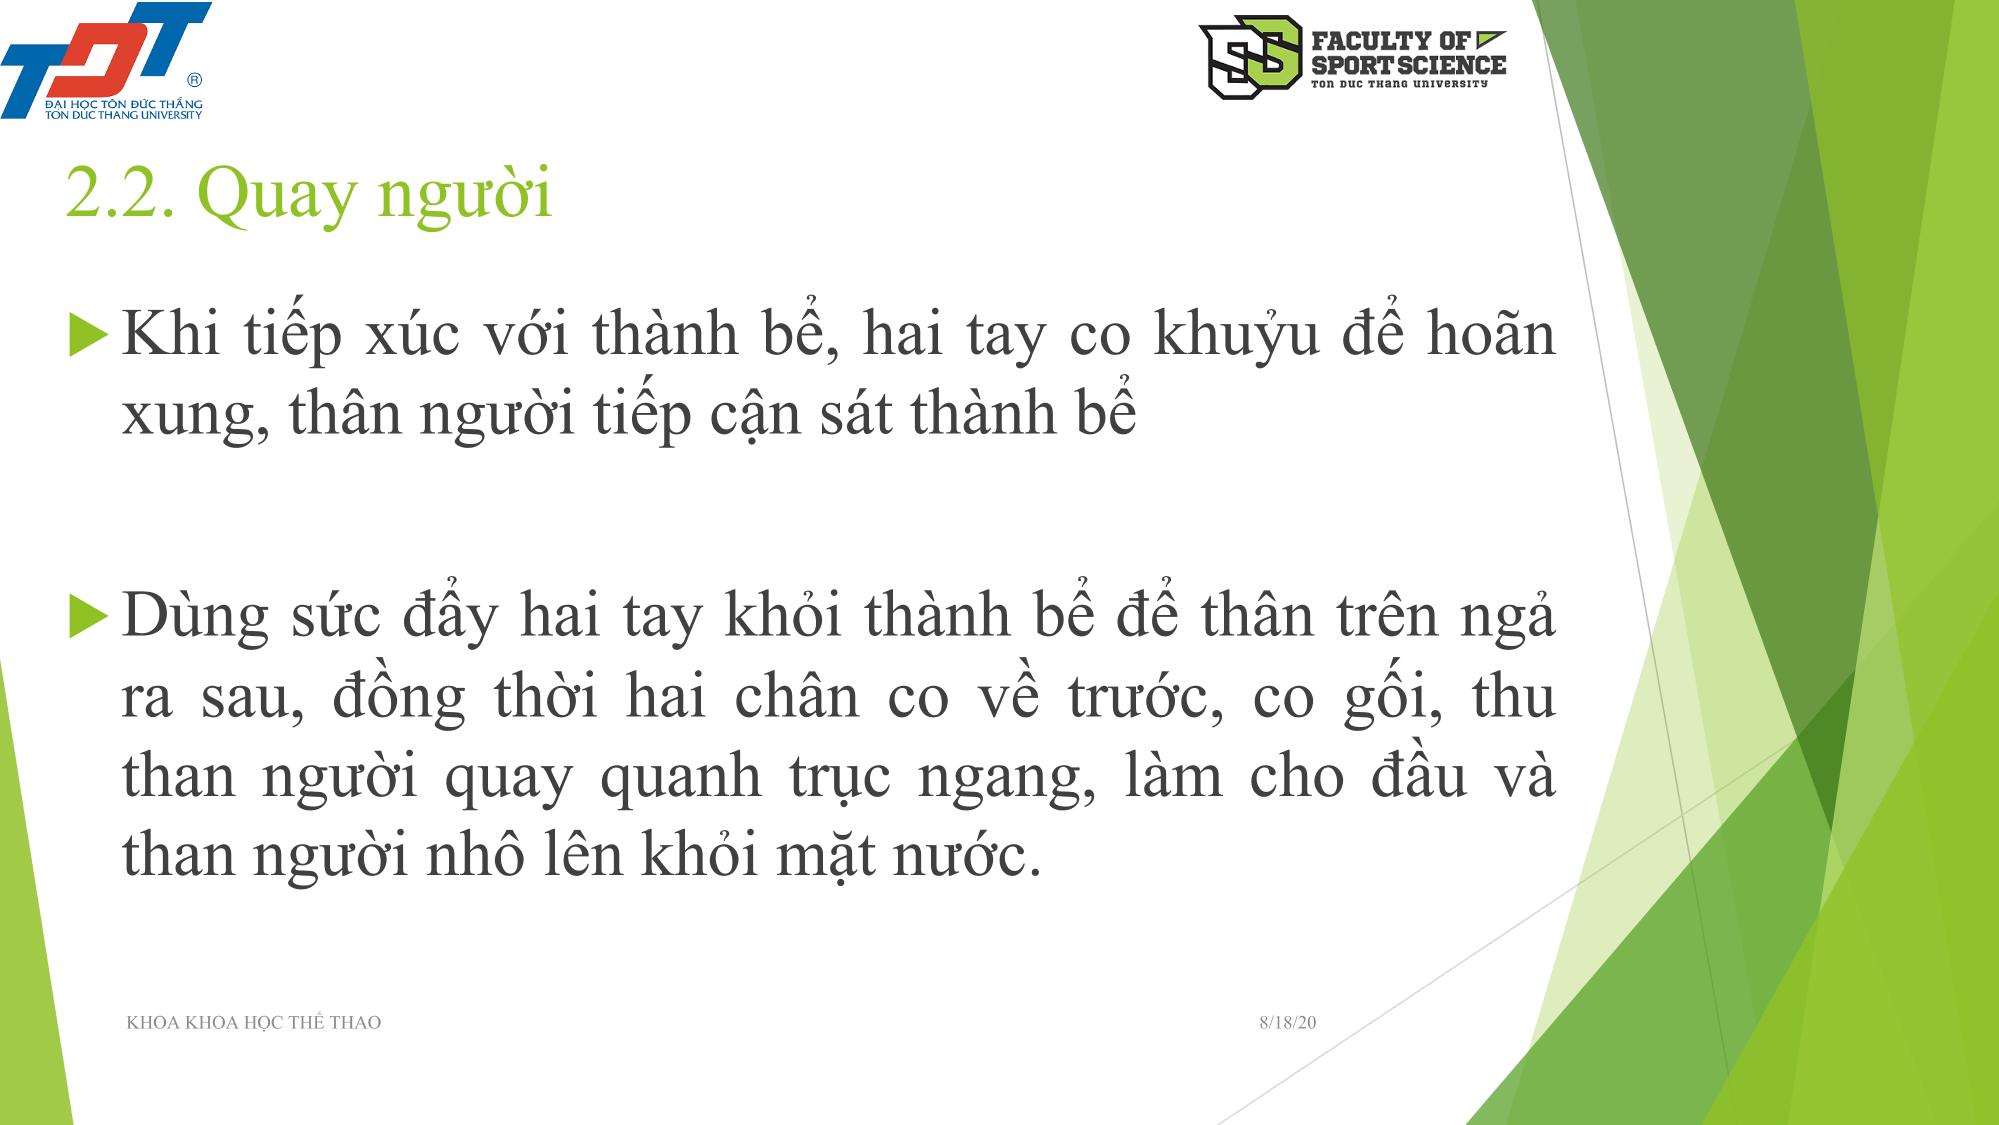 TDT ®
ĐẠI HỌC TÔN ĐỨC THẮNG
TON DUC THANG UNIVERSITY
FACULTY OF
SPORT SCIENCE
TON DUC THANG UNIVERSITY
2.2. Quay người
Khi tiếp xúc với thành bể, hai tay co khuỷu để hoãn
xung, thân người tiếp cận sát thành bể
Dùng sức đẩy hai tay khỏi thành bể để thân trên ngả
ra sau, đồng thời hai chân co về trước, co gối, thu
than người quay quanh trục ngang, làm cho đầu và
than người nhô lên khỏi mặt nước.
KHOA KHOA HỌC THỂ THAO
8/18/20